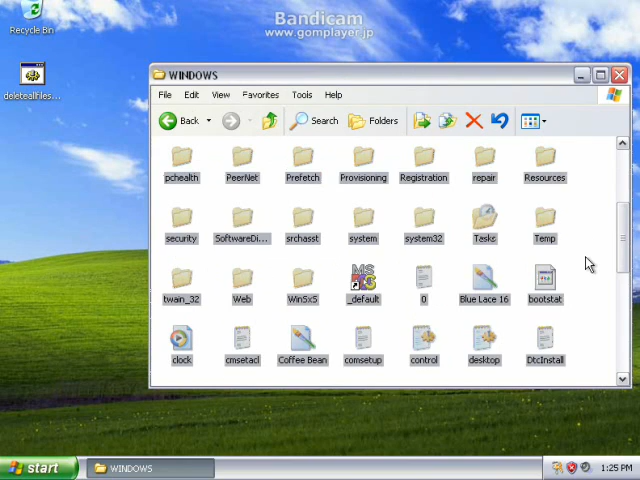 Bandicam
www.gomplayer.jp
Recycle Bin
deleteallfiles...
WINDOWS
File Edit View Favorites Tools Help
Back Search Folders
pchealth PeerNet Prefetch Provisioning Registration repair Resources
security SoftwareDi... srchasst system system32 Tasks Temp
twain_32 Web WinSxS _default 0 Blue Lace 16 bootstat
clock cmsetacl Coffee Bean comsetup control desktop DtcInstall
start WINDOWS 1:25 PM